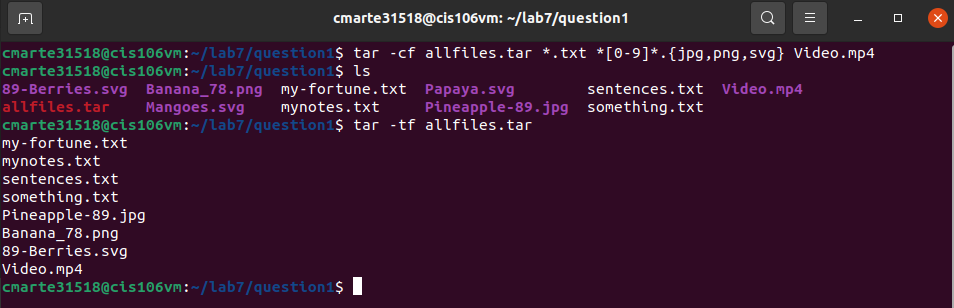 cmarte31518@cis106vm: ~/lab7/question1
cmarte31518@cis106vm:~/lab7/question1$ tar -cf allfiles.tar *.txt *[0-9]*.{jpg,png,svg} Video.mp4
cmarte31518@cis106vm:~/lab7/question1$ ls
89-Berries.svg  Banana_78.png  my-fortune.txt  Papaya.svg        sentences.txt  Video.mp4
allfiles.tar    Mangoes.svg    mynotes.txt     Pineapple-89.jpg  something.txt
cmarte31518@cis106vm:~/lab7/question1$ tar -tf allfiles.tar
my-fortune.txt
mynotes.txt
sentences.txt
something.txt
Pineapple-89.jpg
Banana_78.png
89-Berries.svg
Video.mp4
cmarte31518@cis106vm:~/lab7/question1$